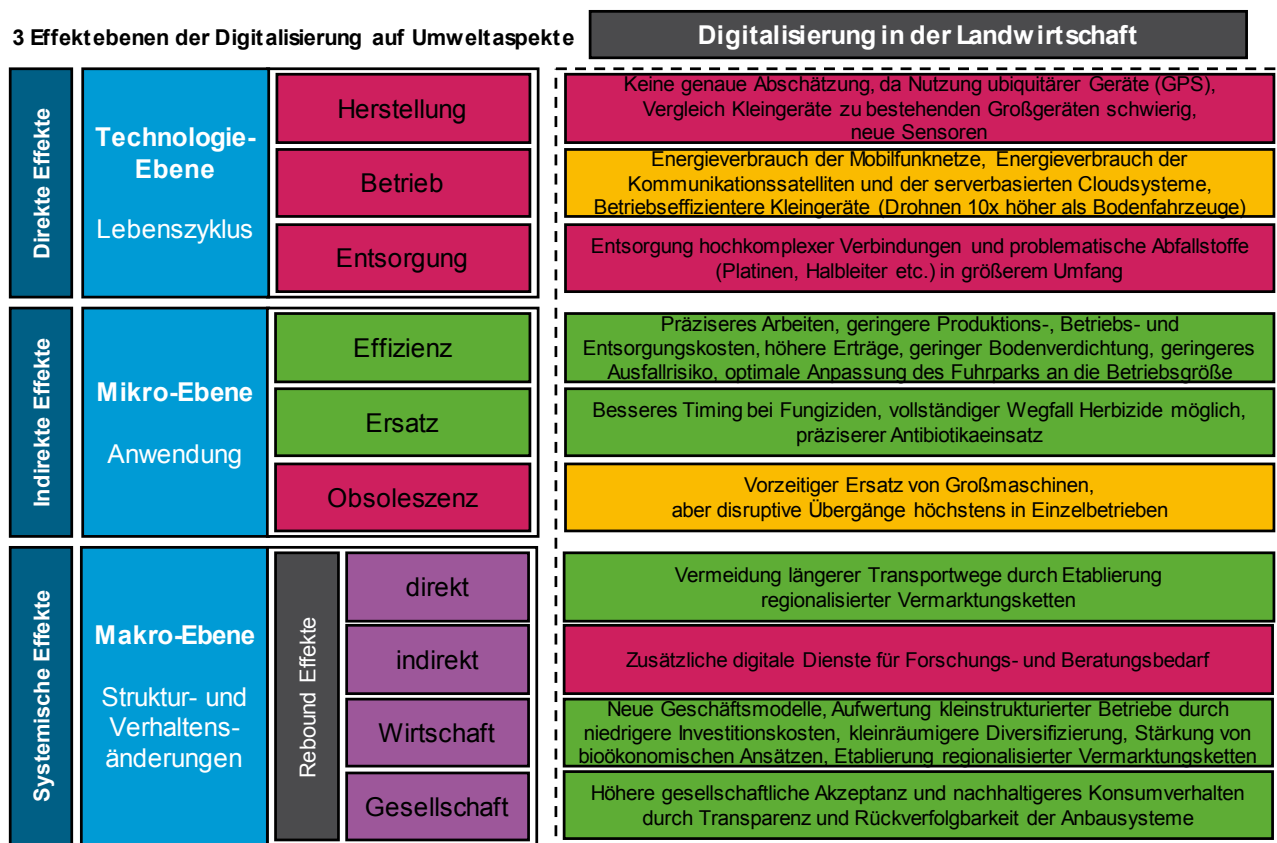 3 Effektebenen der Digitalisierung auf Umweltaspekte
Digitalisierung in der Landwirtschaft
Direkte Effekte
Technologie-
Ebene
Lebenszyklus
Herstellung
Keine genaue Abschätzung, da Nutzung ubiquitärer Geräte (GPS),
Vergleich Kleingeräte zu bestehenden Großgeräten schwierig,
neue Sensoren
Betrieb
Energieverbrauch der Mobilfunknetze, Energieverbrauch der
Kommunikationssatelliten und der serverbasierten Cloudsysteme,
Betriebseffizientere Kleingeräte (Drohnen 10x höher als Bodenfahrzeuge)
Entsorgung
Entsorgung hochkomplexer Verbindungen und problematische Abfallstoffe
(Platinen, Halbleiter etc.) in größerem Umfang
Indirekte Effekte
Mikro-Ebene
Anwendung
Effizienz
Präziseres Arbeiten, geringere Produktions-, Betriebs- und
Entsorgungskosten, höhere Erträge, geringer Bodenverdichtung, geringeres
Ausfallrisiko, optimale Anpassung des Fuhrparks an die Betriebsgröße
Ersatz
Besseres Timing bei Fungiziden, vollständiger Wegfall Herbizide möglich,
präziserer Antibiotikaeinsatz
Obsoleszenz
Vorzeitiger Ersatz von Großmaschinen,
aber disruptive Übergänge höchstens in Einzelbetrieben
Systemische Effekte
Makro-Ebene
Struktur- und
Verhaltens-
änderungen
Rebound Effekte
direkt
Vermeidung längerer Transportwege durch Etablierung
regionalisierter Vermarktungsketten
indirekt
Zusätzliche digitale Dienste für Forschungs- und Beratungsbedarf
Wirtschaft
Neue Geschäftsmodelle, Aufwertung kleinstrukturierter Betriebe durch
niedrigere Investitionskosten, kleinräumigere Diversifizierung, Stärkung von
bioökonomischen Ansätzen, Etablierung regionalisierter Vermarktungsketten
Gesellschaft
Höhere gesellschaftliche Akzeptanz und nachhaltigeres Konsumverhalten
durch Transparenz und Rückverfolgbarkeit der Anbausysteme